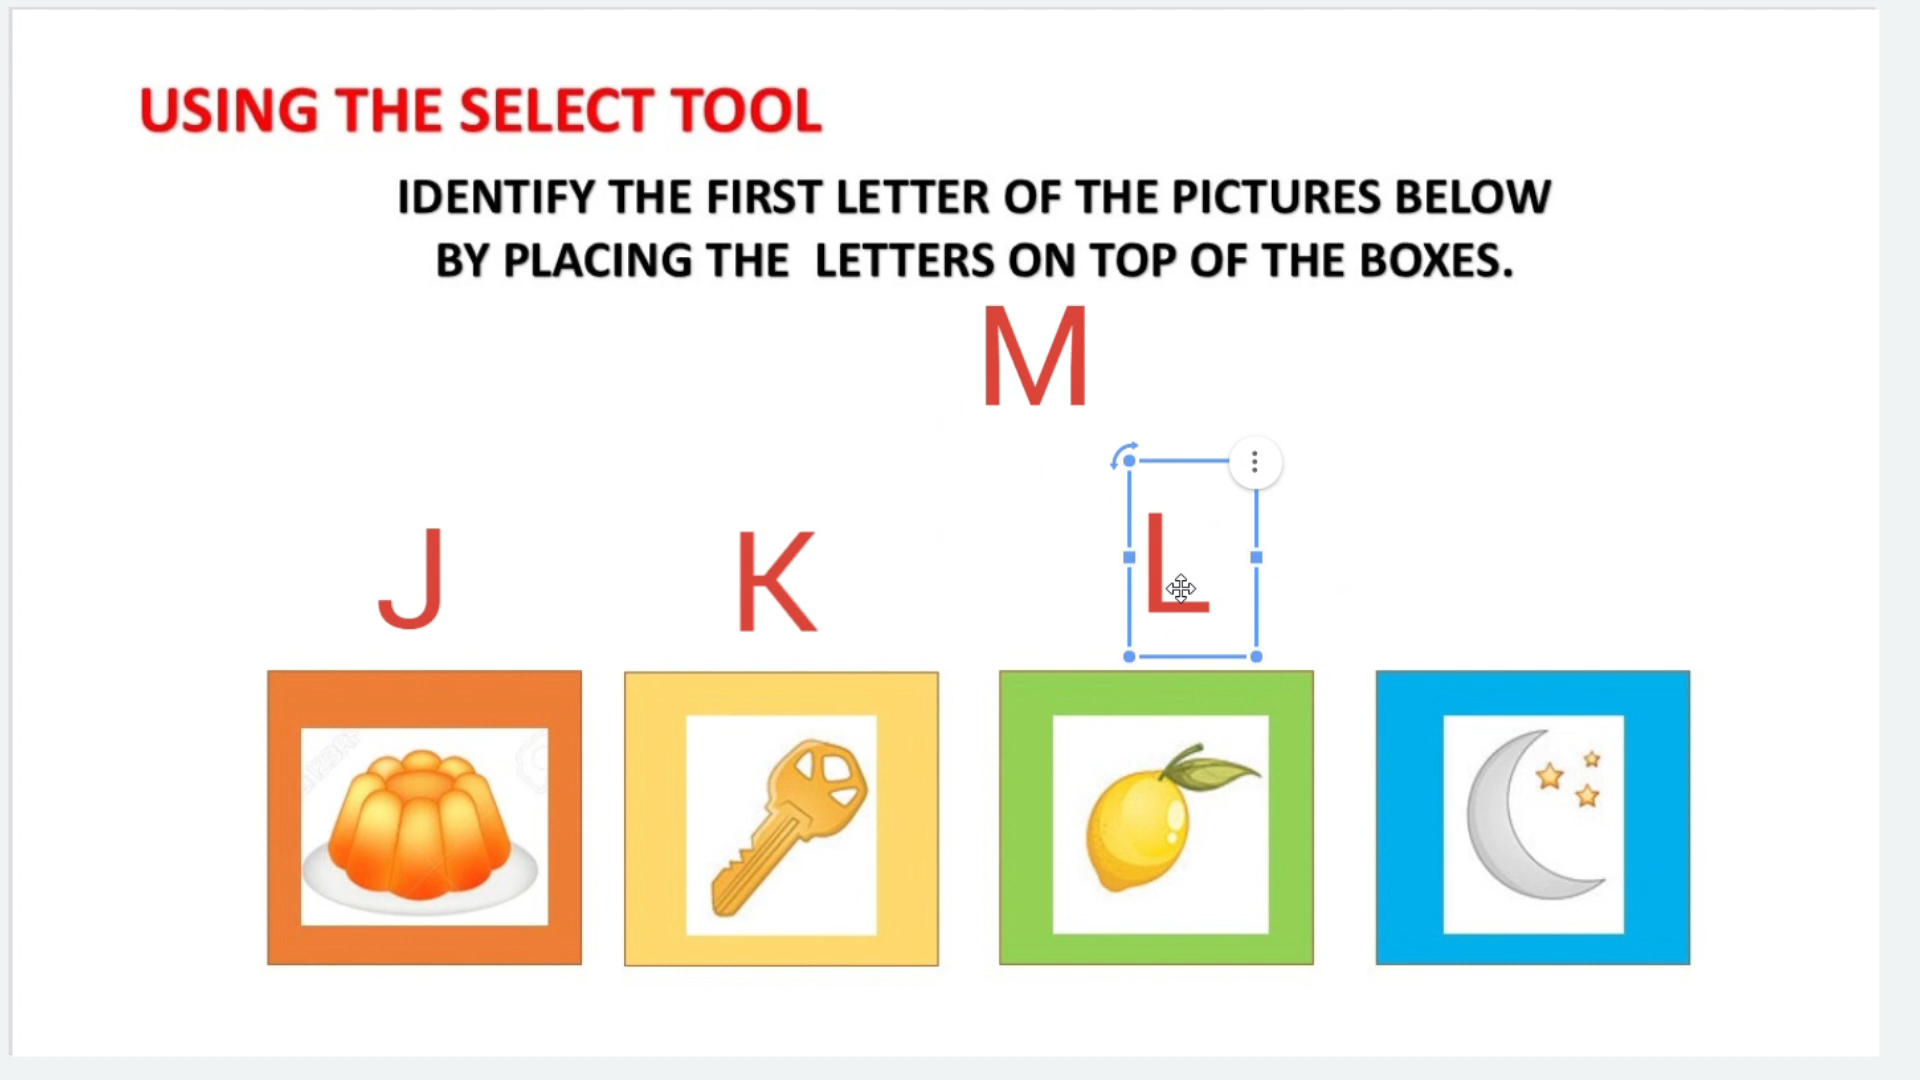 USING THE SELECT TOOL
IDENTIFY THE FIRST LETTER OF THE PICTURES BELOW
BY PLACING THE LETTERS ON TOP OF THE BOXES.
M
J K L